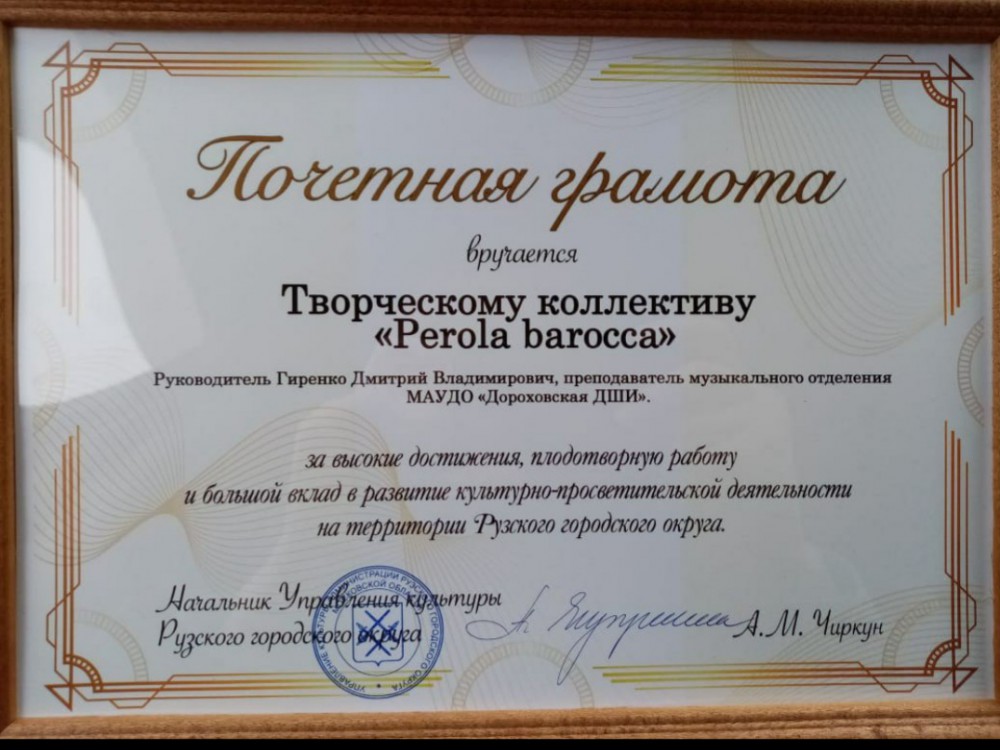 Почетная грамота
вручается
Творческому коллективу
«Perola barocca»
Руководитель Гиренко Дмитрий Владимирович, преподаватель музыкального отделения
МАУДО «Дороховская ДШИ».
за высокие достижения, плодотворную работу
и большой вклад в развитие культурно-просветительской деятельности
на территории Рузского городского округа.
Начальник Управления культуры
Рузского городского округа
А.М. Чиркун